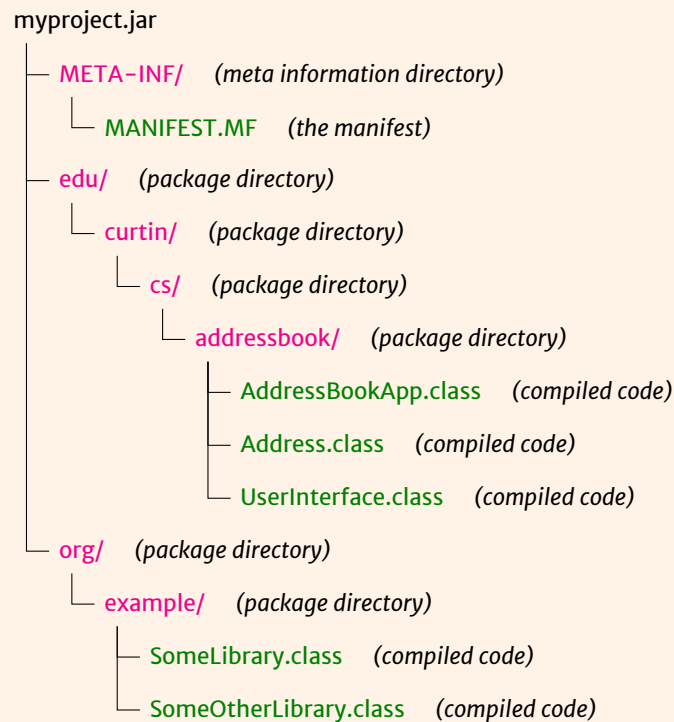 myproject.jar
META-INF/ (meta information directory)
MANIFEST.MF (the manifest)
edu/ (package directory)
curtin/ (package directory)
cs/ (package directory)
addressbook/ (package directory)
AddressBookApp.class (compiled code)
Address.class (compiled code)
UserInterface.class (compiled code)
org/ (package directory)
example/ (package directory)
SomeLibrary.class (compiled code)
SomeOtherLibrary.class (compiled code)